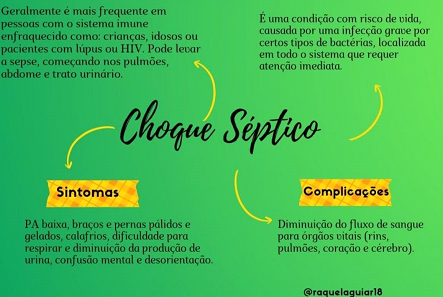 Geralmente é mais frequente em
pessoas com o sistema imune
enfraquecido como: crianças, idosos ou
pacientes com lúpus ou HIV. Pode levar
a sepse, começando nos pulmões,
abdome e trato urinário.
É uma condição com risco de vida,
causada por uma infecção grave por
certos tipos de bactérias, localizada
em todo o sistema que requer
atenção imediata.
Choque Séptico
Sintomas
PA baixa, braços e pernas pálidos e
gelados, calafrios, dificuldade para
respirar e diminuição da produção de
urina, confusão mental e desorientação.
Complicações
Diminuição do fluxo de sangue
para órgãos vitais (rins,
pulmões, coração e cérebro).
@raquelaguiar18